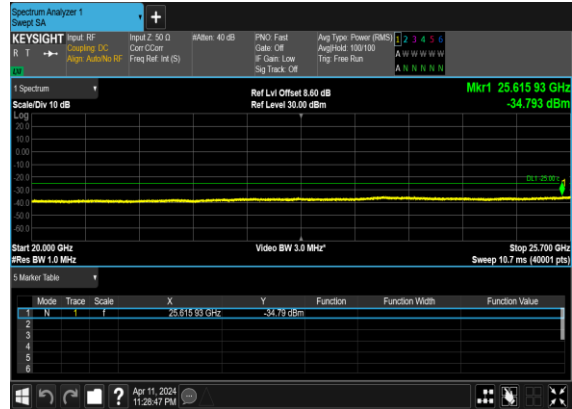 Spectrum Analyzer 1
Swept SA
+
KEYSIGHT Input: RF Input Z: 50 Ω #Atten: 40 dB PNO: Fast Avg Type: Power (RMS) 1 2 3 4 5 6
R T Coupling: DC Corr CCorr Gate: Off Avg|Hold: 100/100 A W W W W W
Align: Auto/No RF Freq Ref: Int (S) IF Gain: Low Trig: Free Run
LW Sig Track: Off A N N N N N
1 Spectrum Ref Lvl Offset 8.60 dB Mkr1 25.615 93 GHz
Scale/Div 10 dB Ref Level 30.00 dBm -34.793 dBm
Log
20.0
10.0
0.00
-10.0
-20.0
DL1 -25.00
-30.0
-40.0
-50.0
-60.0
Start 20.000 GHz Video BW 3.0 MHz* Stop 25.700 GHz
#Res BW 1.0 MHz Sweep 10.7 ms (40001 pts)
5 Marker Table
Mode Trace Scale X Y Function Function Width Function Value
1 N 1 f 25.615 93 GHz -34.79 dBm
2
3
4
5
6
? Apr 11, 2024
11:28:47 PM